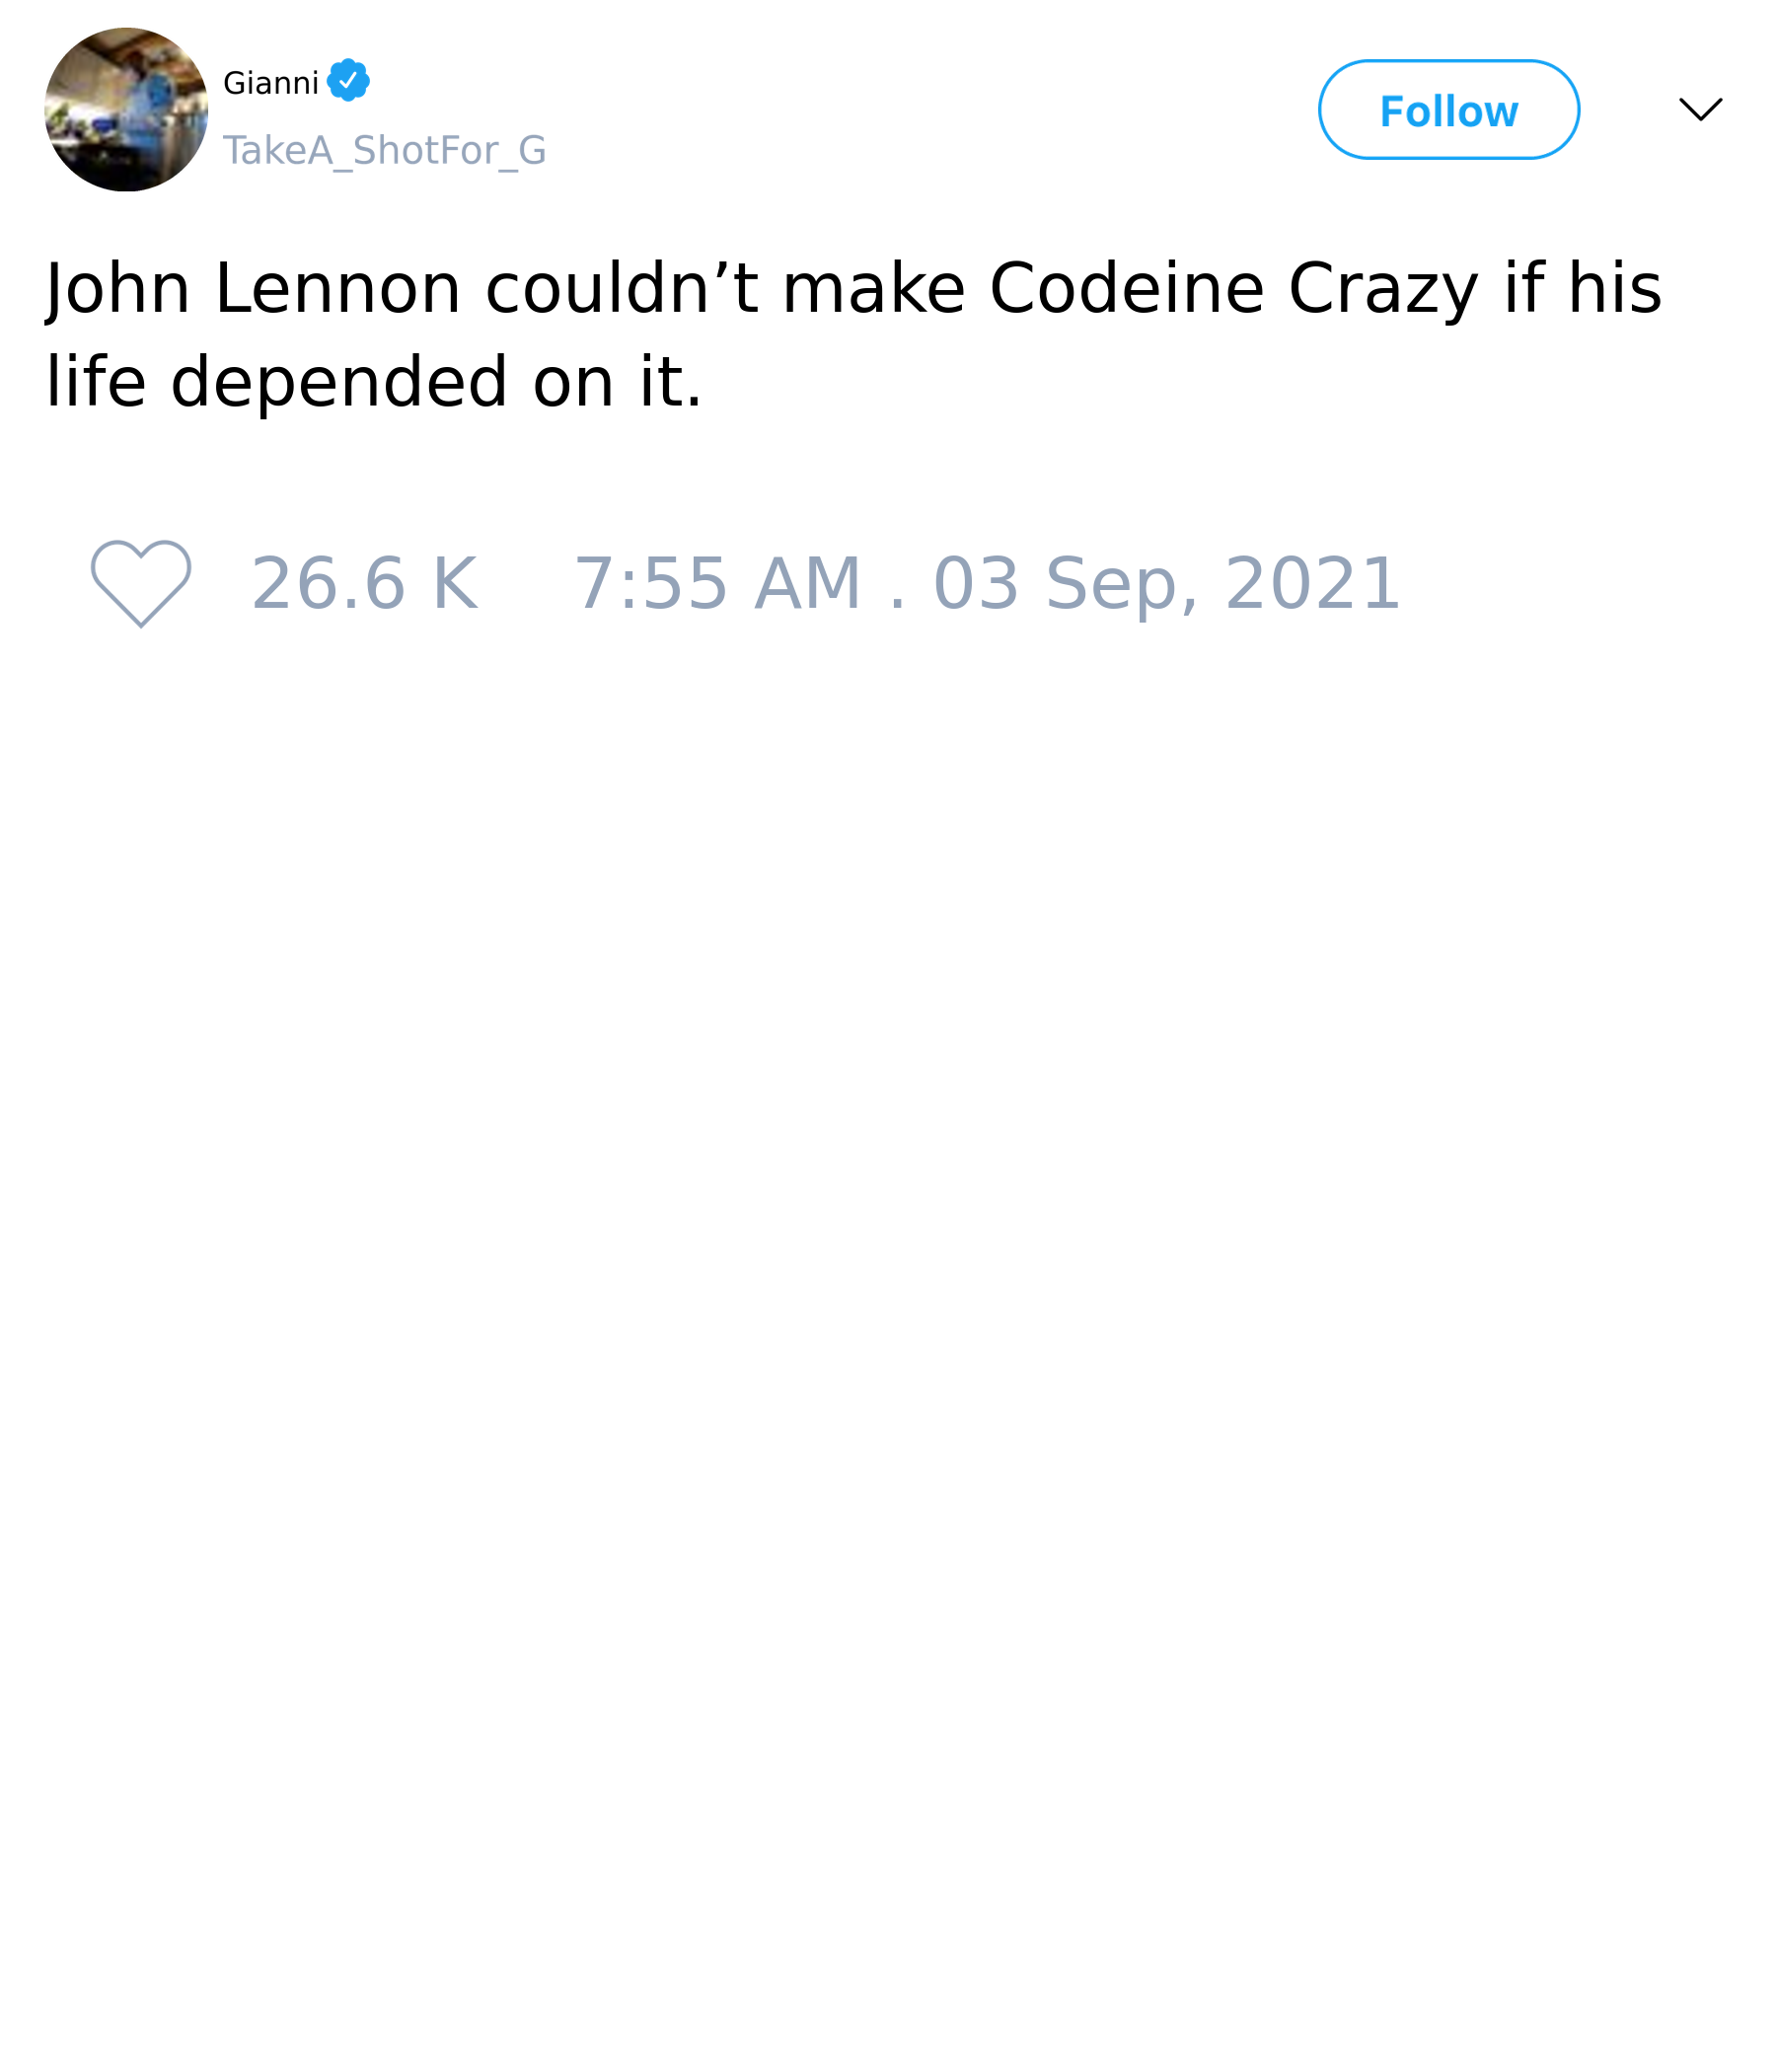 Gianni
TakeA_ShotFor_G
Follow
John Lennon couldn’t make Codeine Crazy if his
life depended on it.
26.6 K 7:55 AM . 03 Sep, 2021